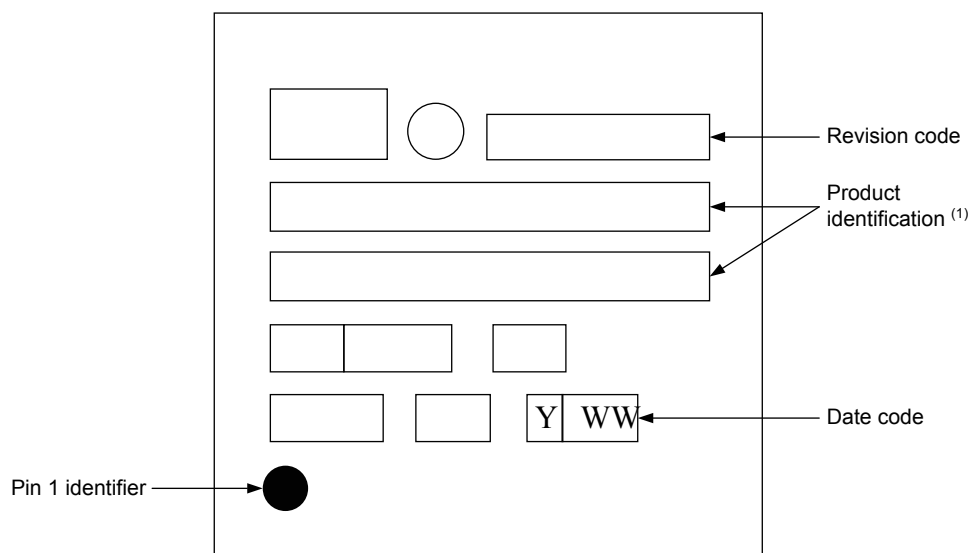 Revision code
Product
identification (1)
Y WW
Date code
Pin 1 identifier